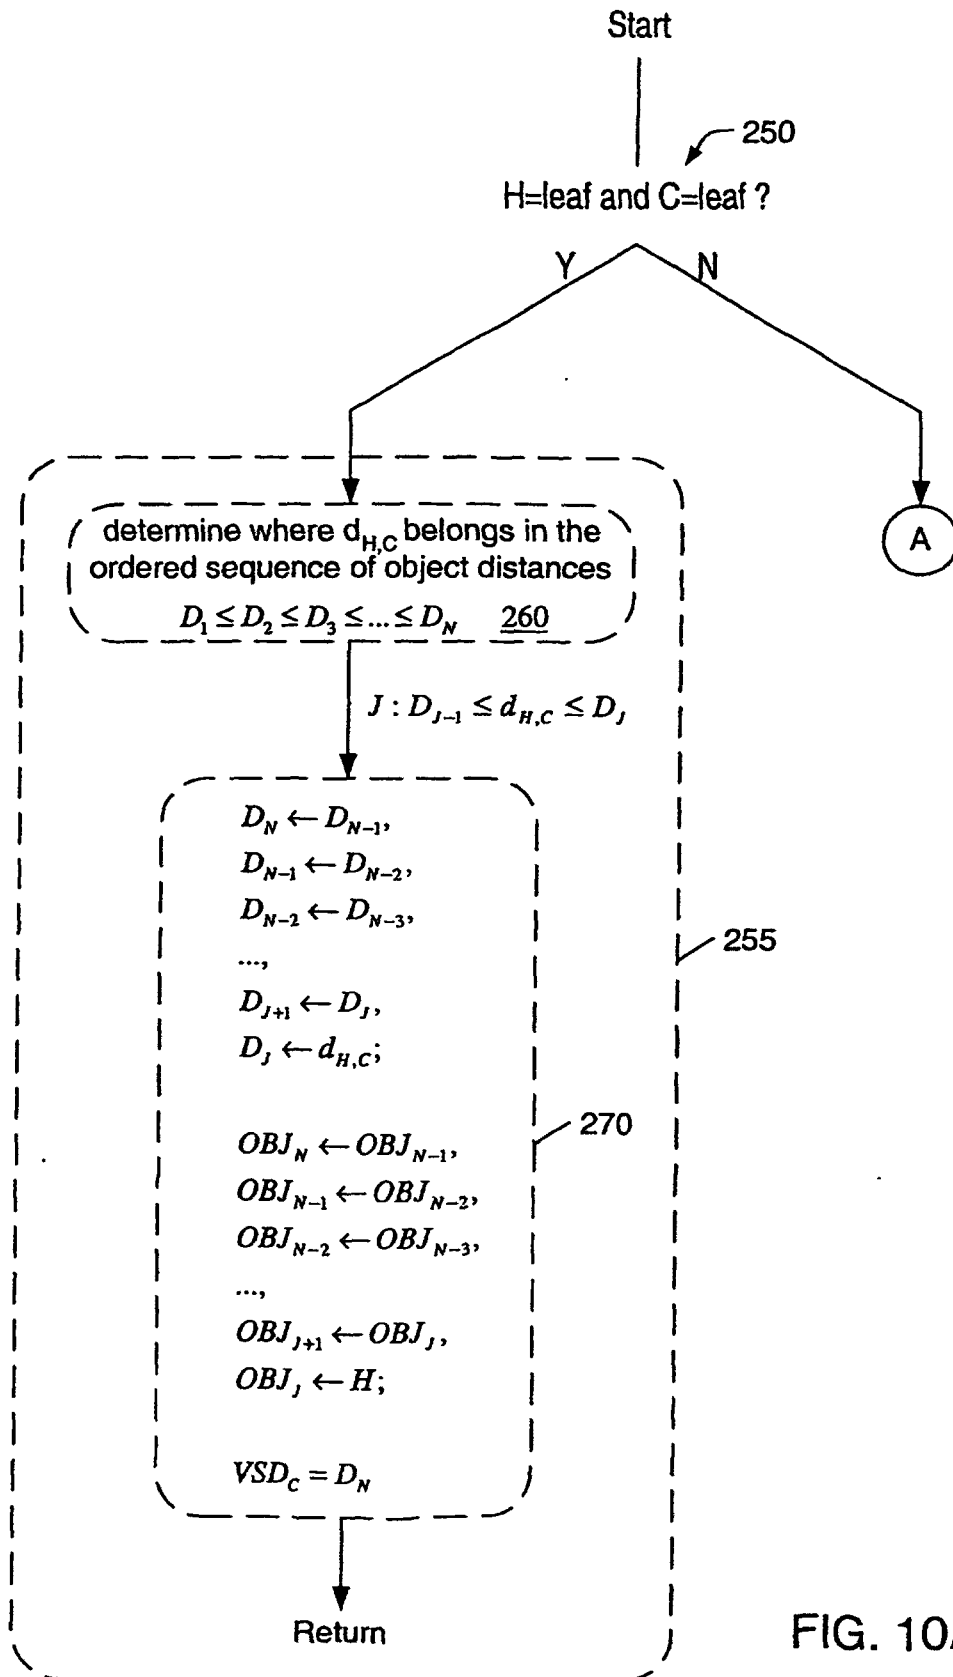 Start
250
H=leaf and C=leaf ?
Y N
determine where d_{H,C} belongs in the
ordered sequence of object distances
D_1 ≤ D_2 ≤ D_3 ≤ ... ≤ D_N 260
A
J : D_{J-1} ≤ d_{H,C} ≤ D_J
D_N ← D_{N-1},
D_{N-1} ← D_{N-2},
D_{N-2} ← D_{N-3},
...,
D_{J+1} ← D_J,
D_J ← d_{H,C};
255
OBJ_N ← OBJ_{N-1},
OBJ_{N-1} ← OBJ_{N-2},
OBJ_{N-2} ← OBJ_{N-3},
...,
OBJ_{J+1} ← OBJ_J,
OBJ_J ← H;
270
VSD_C = D_N
Return
FIG. 10